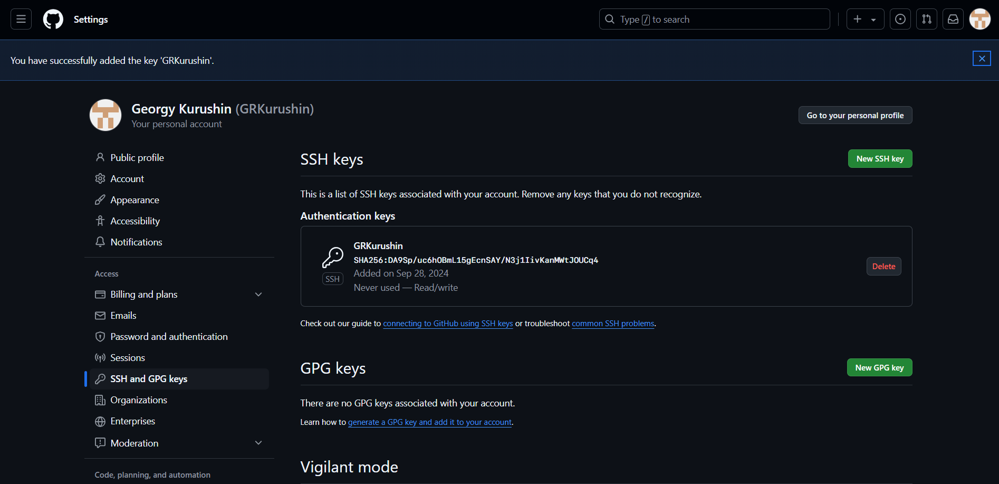 Settings
Type / to search
You have successfully added the key 'GRKurushin'.
Georgy Kurushin (GRKurushin)
Your personal account
Go to your personal profile
Public profile
Account
Appearance
Accessibility
Notifications
Access
Billing and plans
Emails
Password and authentication
Sessions
SSH and GPG keys
Organizations
Enterprises
Moderation
Code, planning, and automation
SSH keys
New SSH key
This is a list of SSH keys associated with your account. Remove any keys that you do not recognize.
Authentication keys
GRKurushin
SHA256:DA9Sp/uc6hOBmL15gEcnSAY/N3j1IivKanMWtJOUCq4
Added on Sep 28, 2024
Never used — Read/write
SSH
Delete
Check out our guide to connecting to GitHub using SSH keys or troubleshoot common SSH problems.
GPG keys
New GPG key
There are no GPG keys associated with your account.
Learn how to generate a GPG key and add it to your account.
Vigilant mode